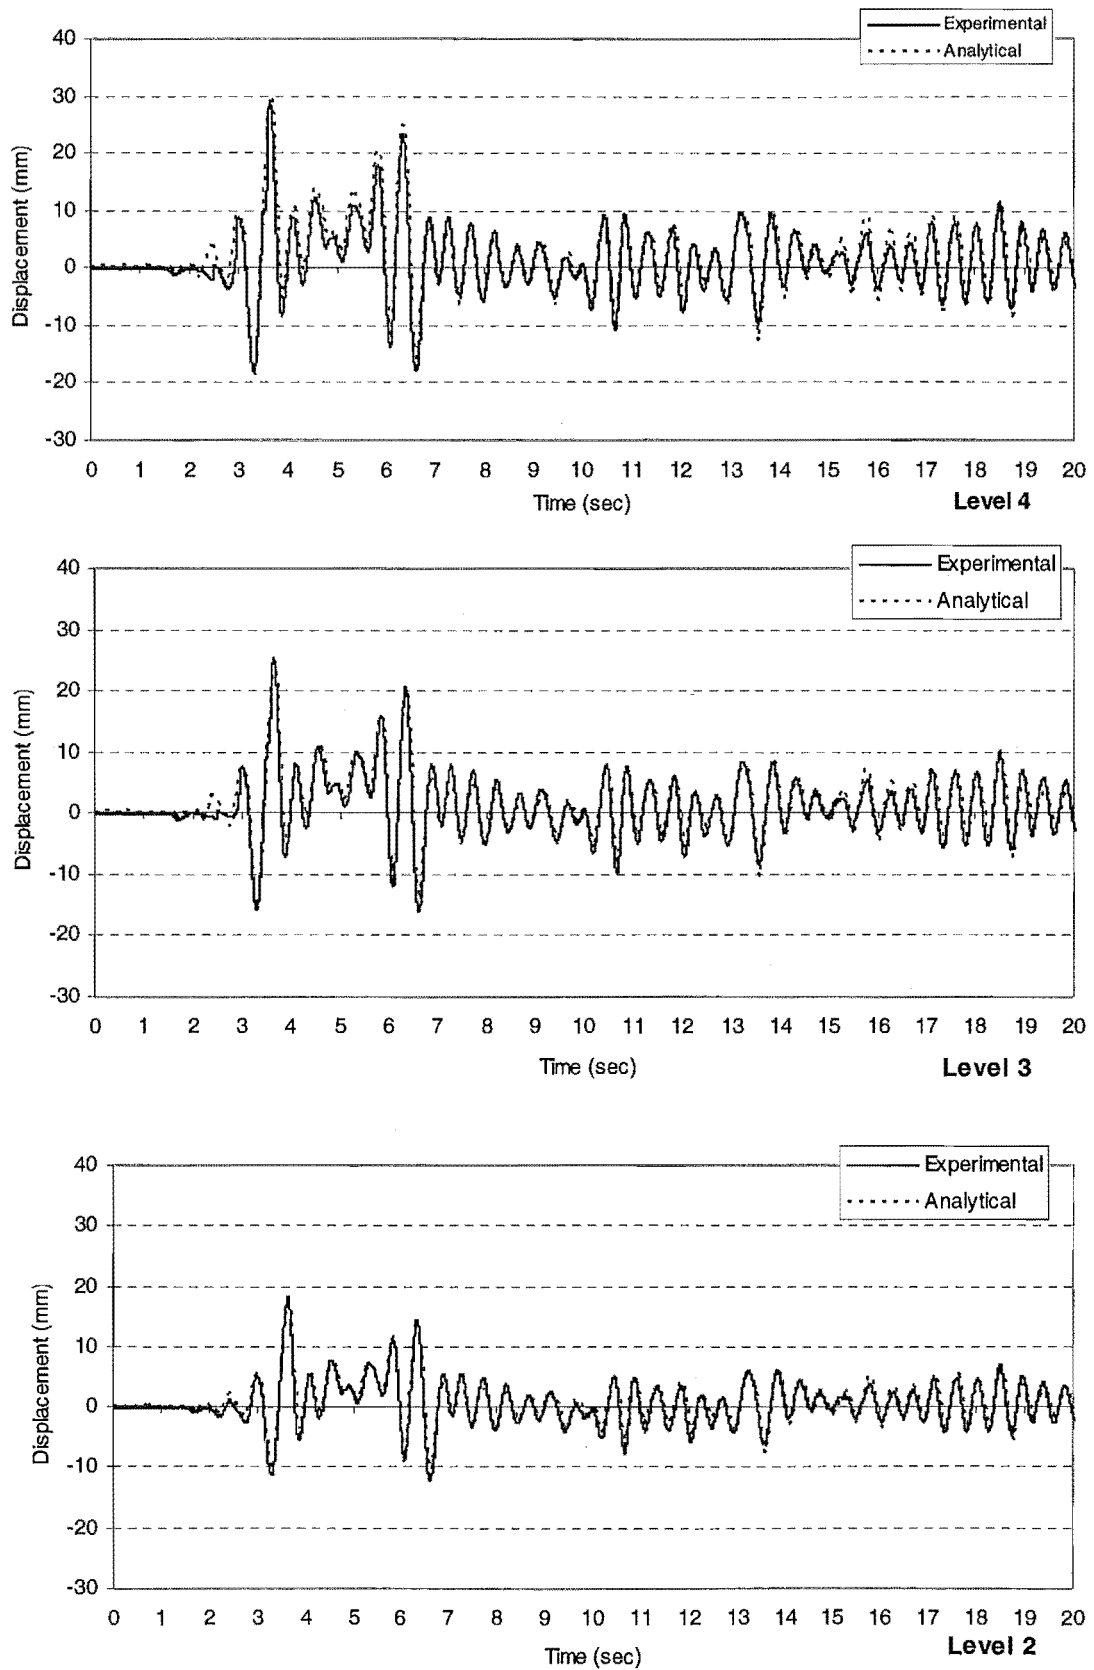 Experimental
Analytical
40
30
20
10
0
-10
-20
-30
Displacement (mm)
0 1 2 3 4 5 6 7 8 9 10 11 12 13 14 15 16 17 18 19 20
Time (sec)
Level 4
Experimental
Analytical
40
30
20
10
0
-10
-20
-30
Displacement (mm)
0 1 2 3 4 5 6 7 8 9 10 11 12 13 14 15 16 17 18 19 20
Time (sec)
Level 3
Experimental
Analytical
40
30
20
10
0
-10
-20
-30
Displacement (mm)
0 1 2 3 4 5 6 7 8 9 10 11 12 13 14 15 16 17 18 19 20
Time (sec)
Level 2